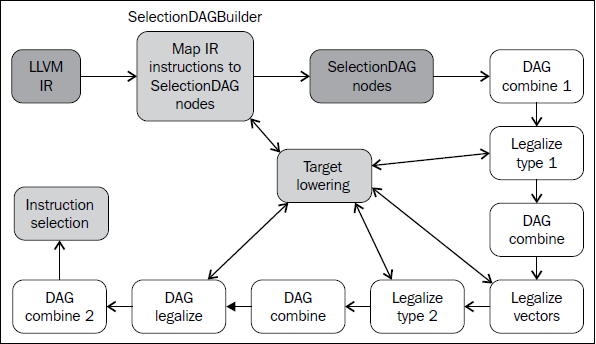 SelectionDAGBuilder
LLVM
IR
Map IR
instructions to
SelectionDAG
nodes
SelectionDAG
nodes
DAG
combine 1
Target
lowering
Legalize
type 1
Instruction
selection
DAG
combine
DAG
combine 2
DAG
legalize
DAG
combine
Legalize
type 2
Legalize
vectors